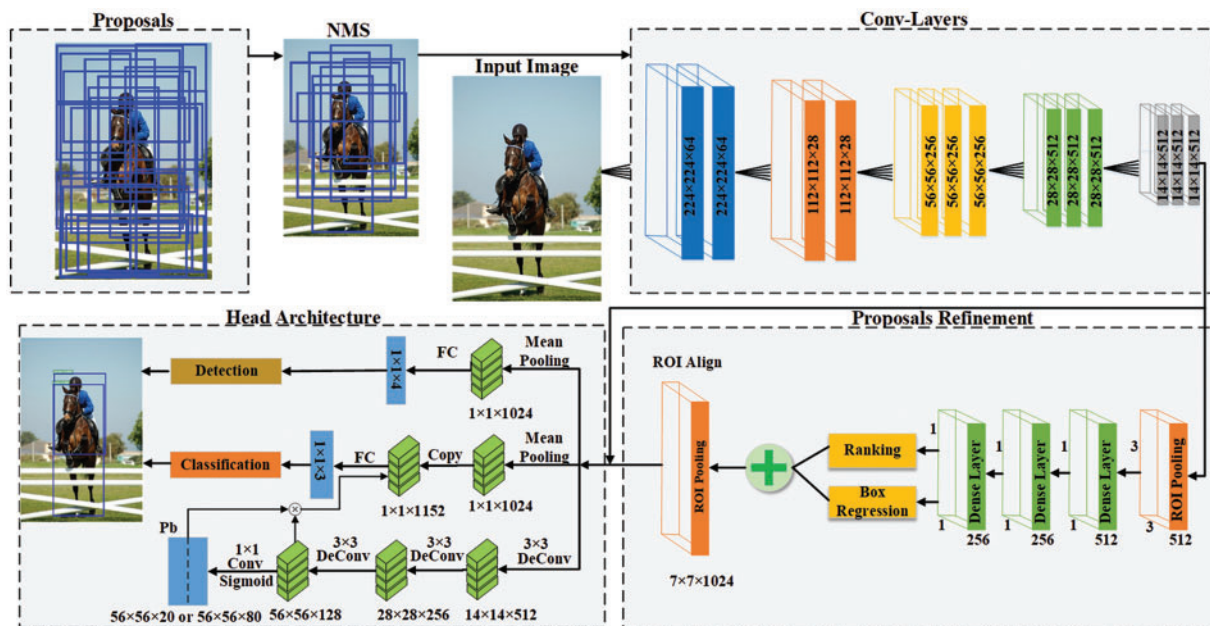 Proposals
NMS
Input Image
Conv-Layers
224×224×64
224×224×64
112×112×28
112×112×28
56×56×256
56×56×256
56×56×256
28×28×512
28×28×512
28×28×512
14×14×512
14×14×512
14×14×512
Head Architecture
Detection
1×1×4
FC
Mean
Pooling
1×1×1024
Classification
1×1×3
FC
Copy
Mean
Pooling
1×1×1152
1×1×1024
Pb
1×1
Conv
Sigmoid
3×3
DeConv
3×3
DeConv
3×3
DeConv
56×56×20 or 56×56×80
56×56×128
28×28×256
14×14×512
Proposals Refinement
ROI Align
ROI Pooling
7×7×1024
Ranking
Box
Regression
1
Dense Layer
1
256
1
Dense Layer
1
256
1
Dense Layer
1
512
3
ROI Pooling
3
512